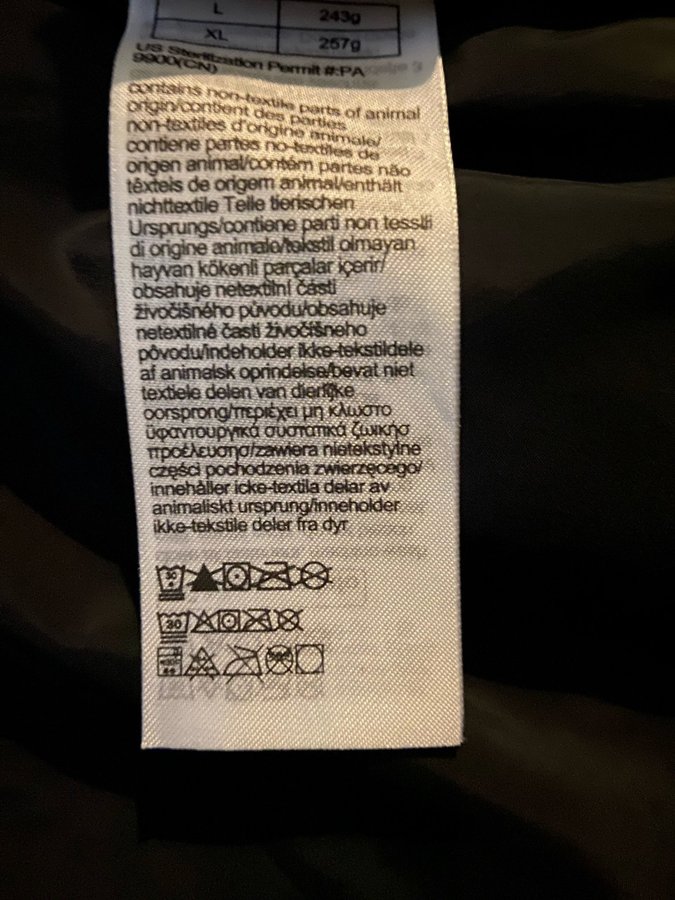 L 243g
XL 257g
US Sterilization Permit #:PA
9900(CN)
contains non-textile parts of animal
origin/contient des parties
non-textiles d'origine animale/
contiene partes no-textiles de
origen animal/contém partes não
têxteis de origem animal/enthält
nichttextile Teile tierischen
Ursprungs/contiene parti non tessili
di origine animale/tekstil olmayan
hayvan kökenli parçalar içerir/
obsahuje netextilní části
živočišného původu/obsahuje
netextilné časti živočíšneho
pôvodu/indeholder ikke-tekstildele
af animalsk oprindelse/bevat niet
textiele delen van dierlijke
oorsprong/περιέχει μη κλωστο
ϋφαντουργικά συστατικά ζωικήσ
προέλευσησ/zawiera nietekstylne
części pochodzenia zwierzęcego/
innehåller icke-textila delar av
animaliskt ursprung/inneholder
ikke-tekstile deler fra dyr
30
30